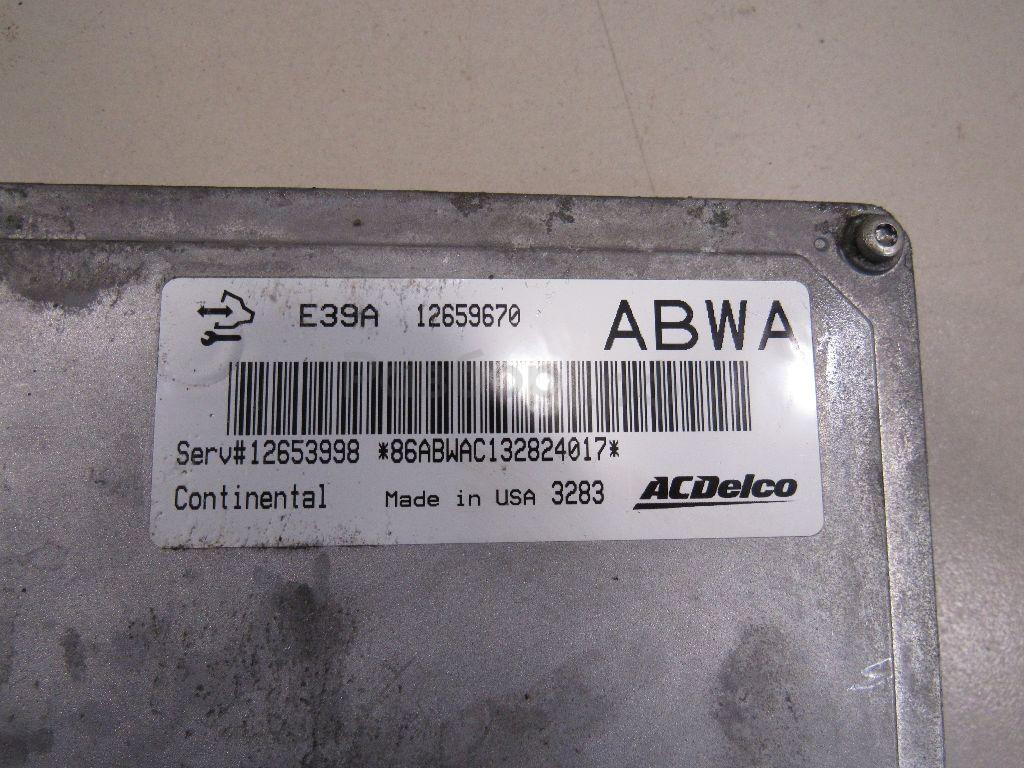 E39A 12659670 ABWA
Serv#12653998 *86ABWAC132824017*
Continental Made in USA 3283 ACDelco